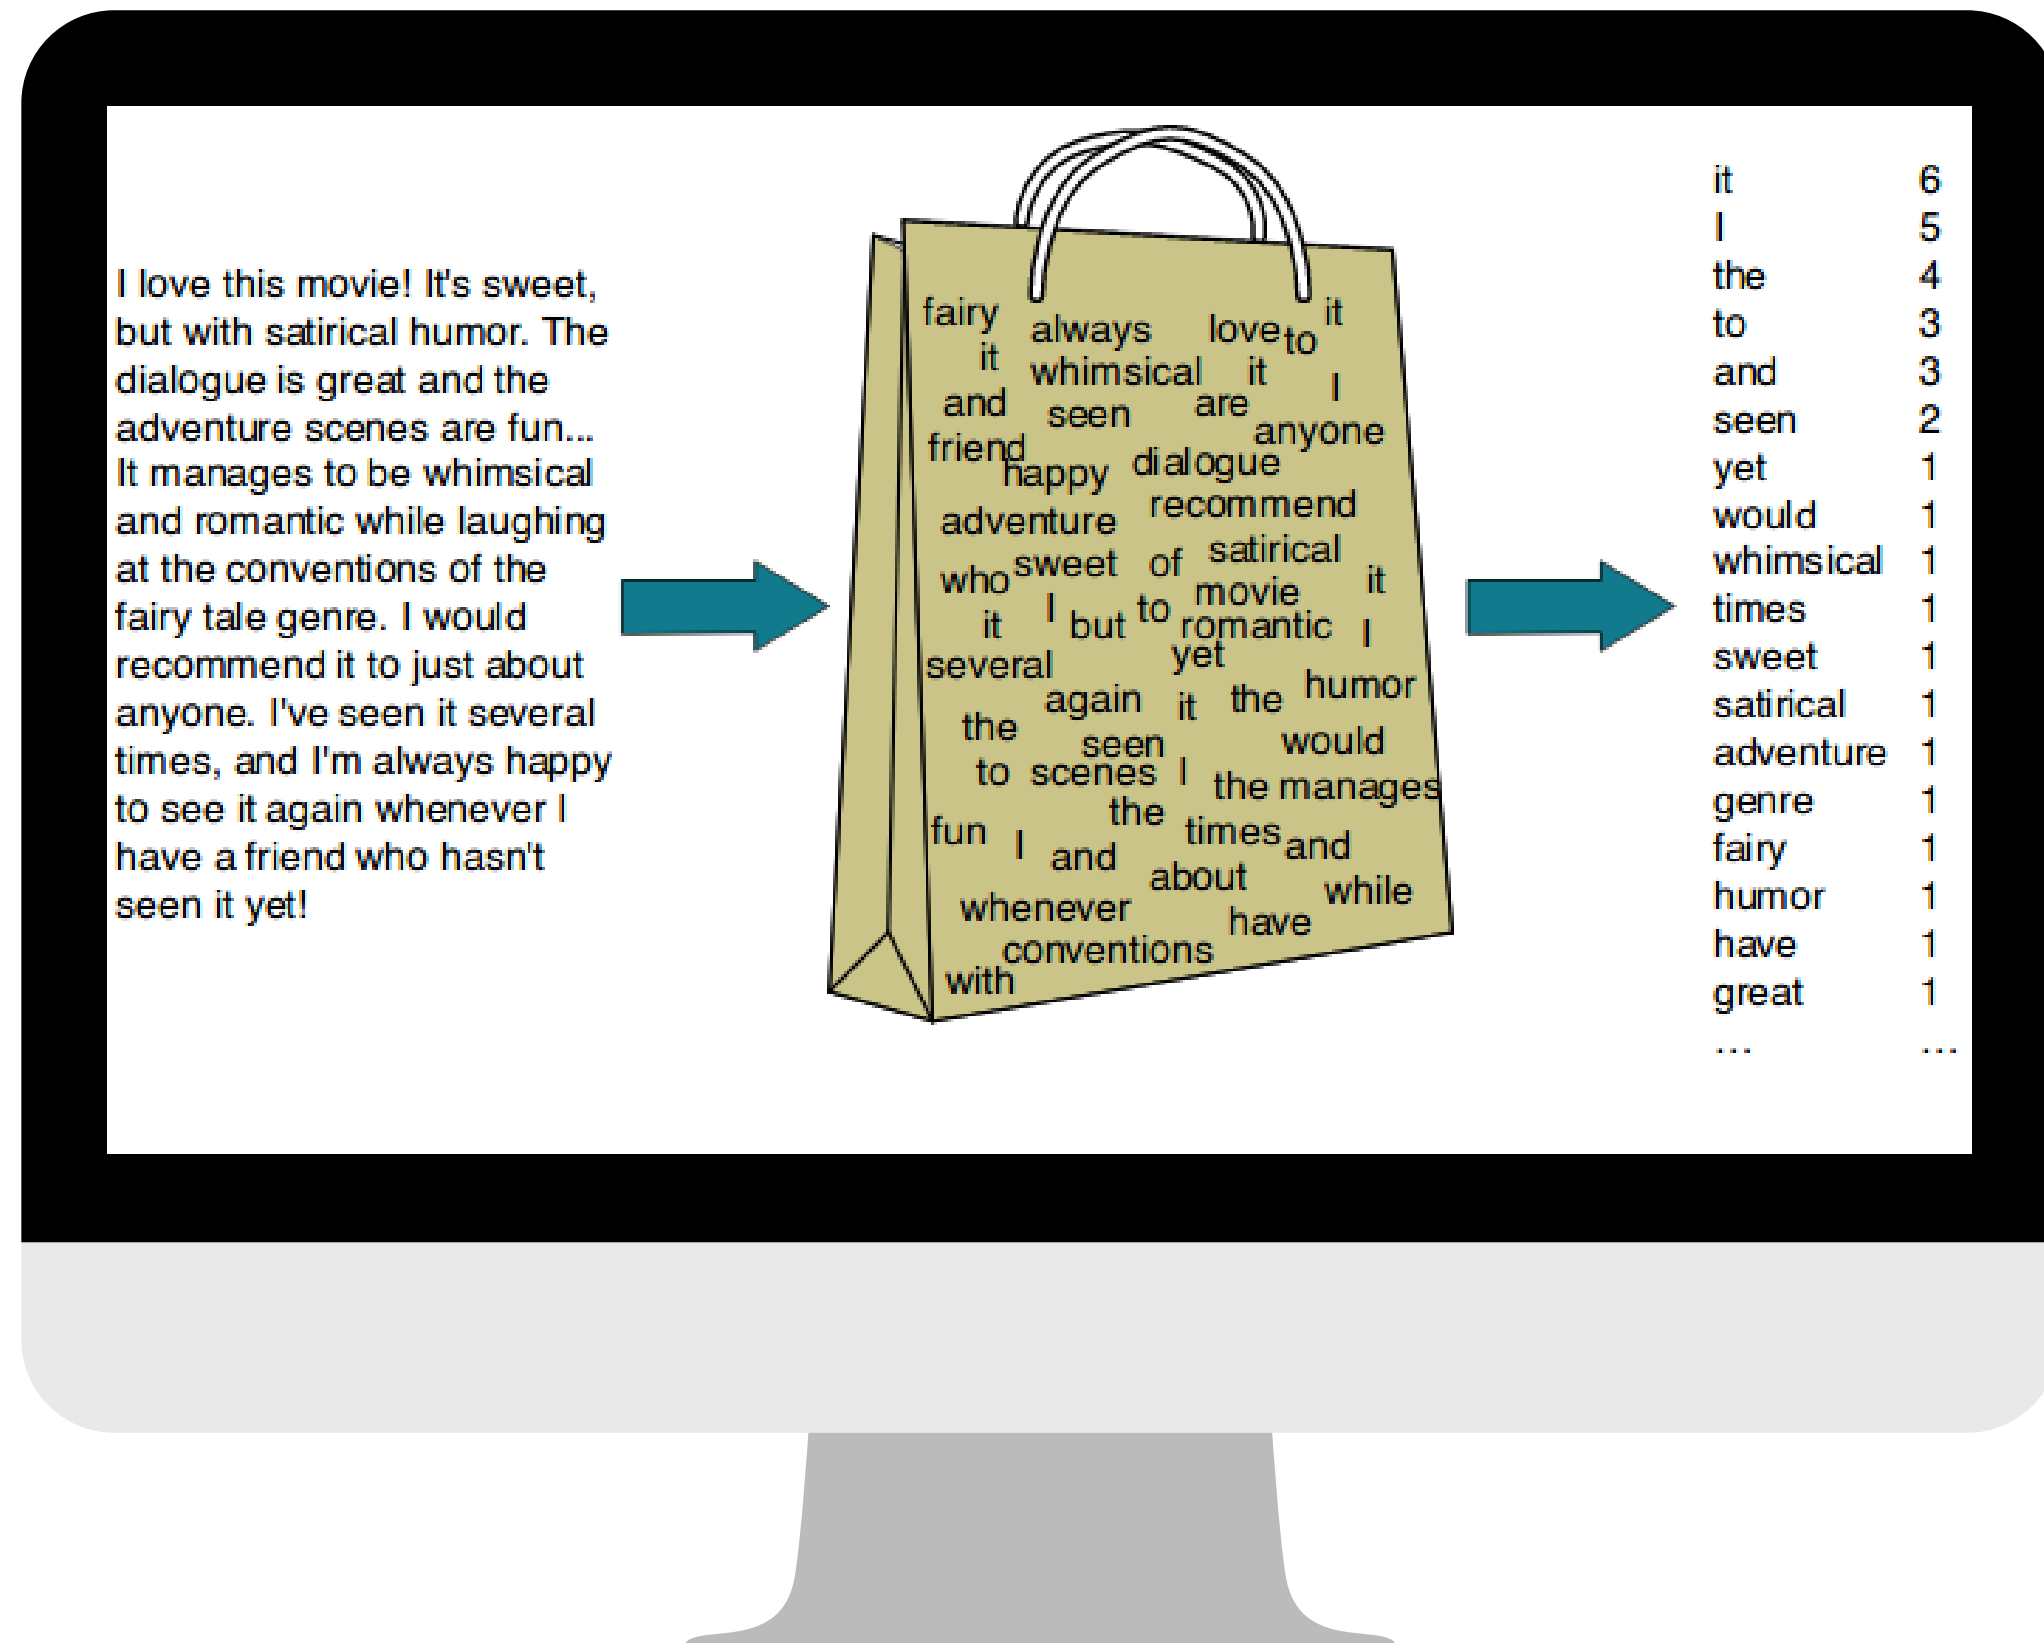 I love this movie! It's sweet,
but with satirical humor. The
dialogue is great and the
adventure scenes are fun...
It manages to be whimsical
and romantic while laughing
at the conventions of the
fairy tale genre. I would
recommend it to just about
anyone. I've seen it several
times, and I'm always happy
to see it again whenever I
have a friend who hasn't
seen it yet!
fairy always love to it
it whimsical it I
and seen are anyone
friend happy dialogue
adventure recommend
who sweet of satirical
it I but to movie it
romantic I
several yet
again it the humor
the seen would
to scenes I the manages
fun I the times and
and about
whenever have while
conventions
with
it 6
I 5
the 4
to 3
and 3
seen 2
yet 1
would 1
whimsical 1
times 1
sweet 1
satirical 1
adventure 1
genre 1
fairy 1
humor 1
have 1
great 1
... ...